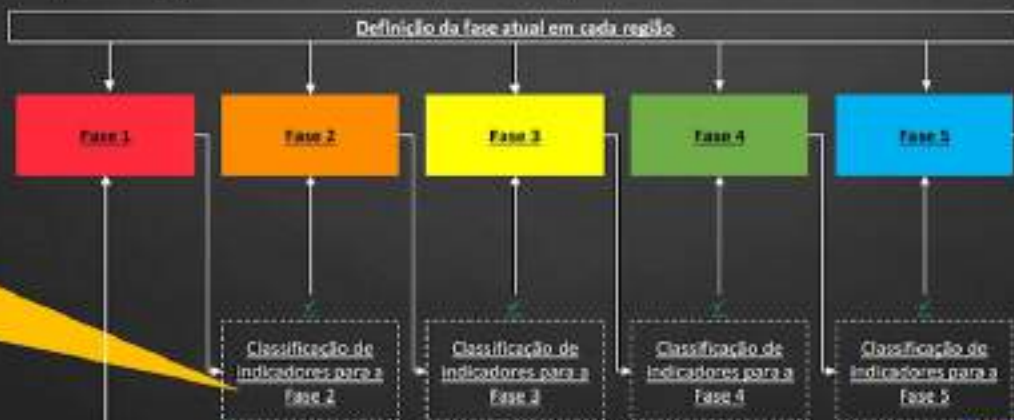 Definição da fase atual em cada região
Fase 1
Fase 2
Fase 3
Fase 4
Fase 5
Classificação de
indicadores para a
Fase 2
Classificação de
indicadores para a
Fase 3
Classificação de
indicadores para a
Fase 4
Classificação de
indicadores para a
Fase 5